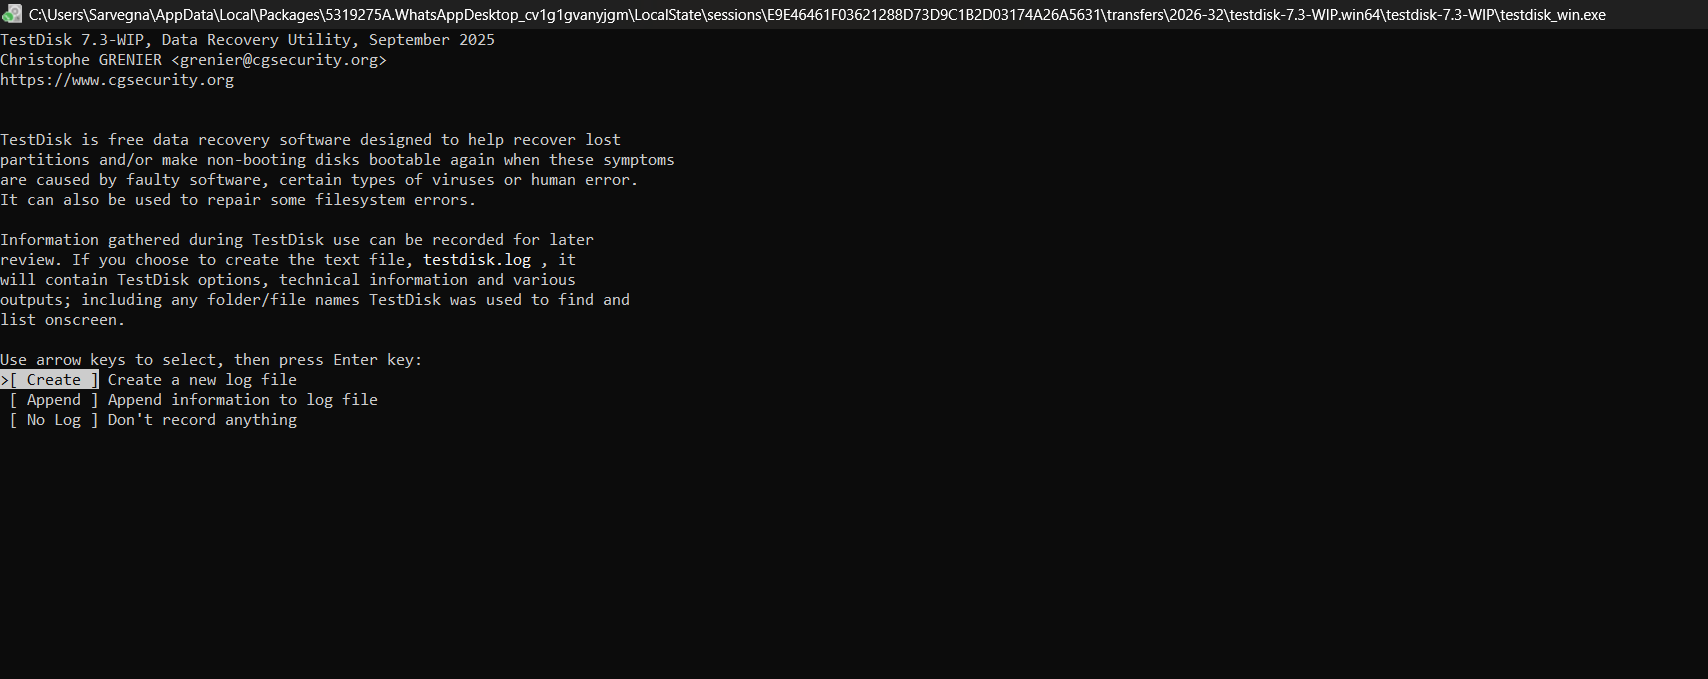 C:\Users\Sarvegna\AppData\Local\Packages\5319275A.WhatsAppDesktop_cv1g1gvanyjgm\LocalState\sessions\E9E46461F03621288D73D9C1B2D03174A26A5631\transfers\2026-32\testdisk-7.3-WIP.win64\testdisk-7.3-WIP\testdisk_win.exe
TestDisk 7.3-WIP, Data Recovery Utility, September 2025
Christophe GRENIER <grenier@cgsecurity.org>
https://www.cgsecurity.org
TestDisk is free data recovery software designed to help recover lost
partitions and/or make non-booting disks bootable again when these symptoms
are caused by faulty software, certain types of viruses or human error.
It can also be used to repair some filesystem errors.
Information gathered during TestDisk use can be recorded for later
review. If you choose to create the text file, testdisk.log , it
will contain TestDisk options, technical information and various
outputs; including any folder/file names TestDisk was used to find and
list onscreen.
Use arrow keys to select, then press Enter key:
>[ Create ] Create a new log file
[ Append ] Append information to log file
[ No Log ] Don't record anything